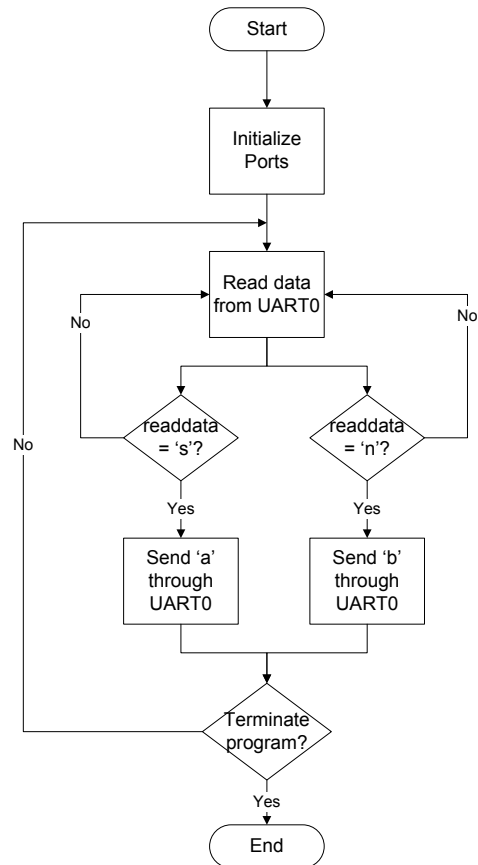 Start
Initialize
Ports
Read data
from UART0
No
No
readdata
= ‘s’?
readdata
= ‘n’?
No
Yes
Yes
Send ‘a’
through
UART0
Send ‘b’
through
UART0
Terminate
program?
Yes
End